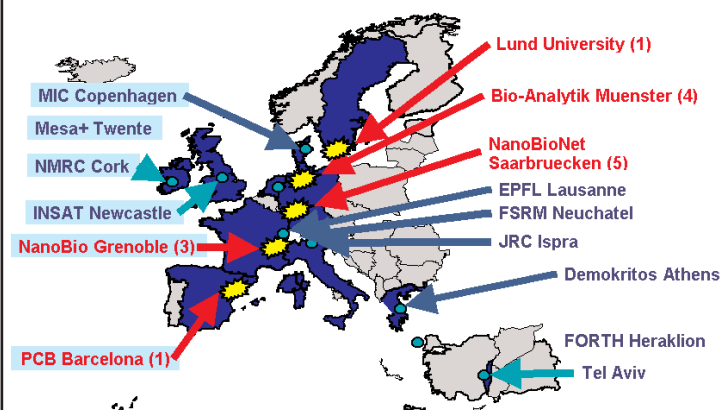 Lund University (1)
MIC Copenhagen
Bio-Analytik Muenster (4)
Mesa+ Twente
NanoBioNet
Saarbruecken (5)
NMRC Cork
EPFL Lausanne
INSAT Newcastle
FSRM Neuchatel
NanoBio Grenoble (3)
JRC Ispra
Demokritos Athens
FORTH Heraklion
PCB Barcelona (1)
Tel Aviv